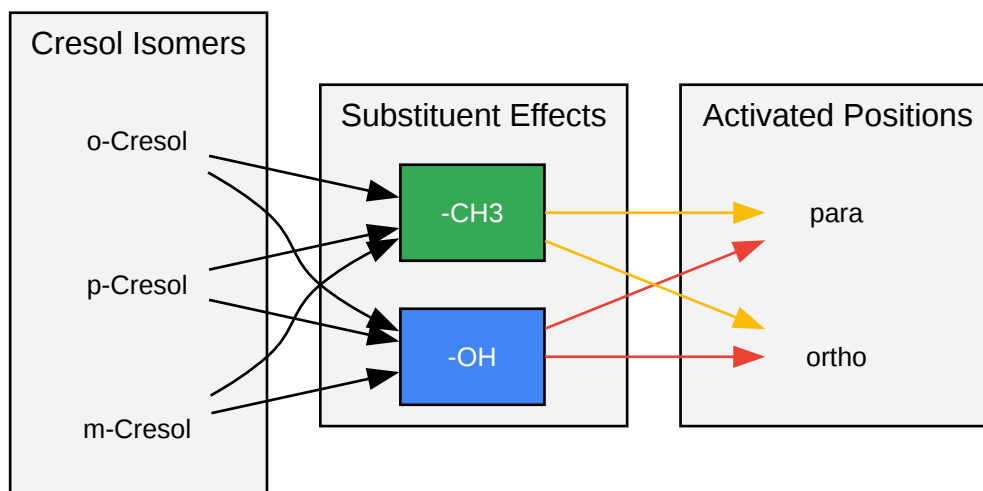 Cresol Isomers
o-Cresol
p-Cresol
m-Cresol
Substituent Effects
-CH3
-OH
Activated Positions
para
ortho